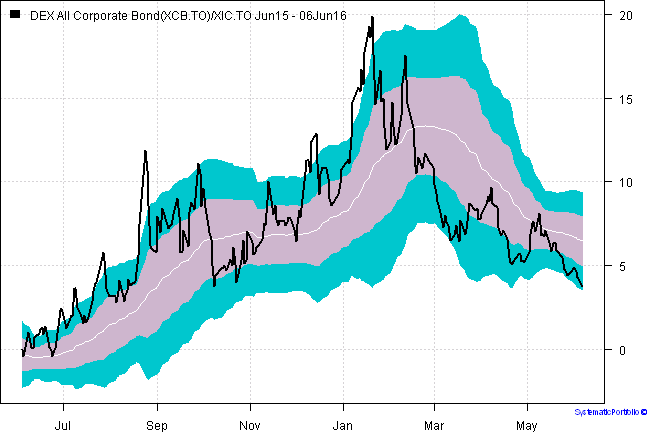 DEX All Corporate Bond(XCB.TO)/XIC.TO Jun15 - 06Jun16
20
15
10
5
0
Jul Sep Nov Jan Mar May
SystematicPortfolio ©